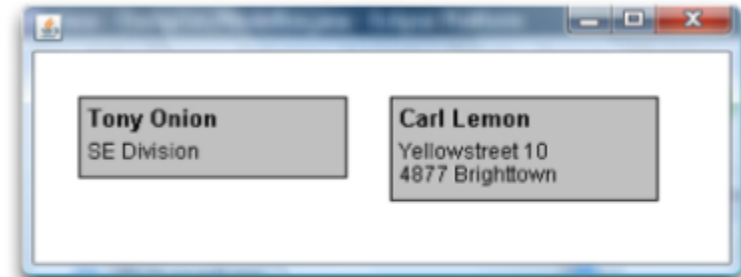 Tony Onion
SE Division
Carl Lemon
Yellowstreet 10
4877 Brighttown